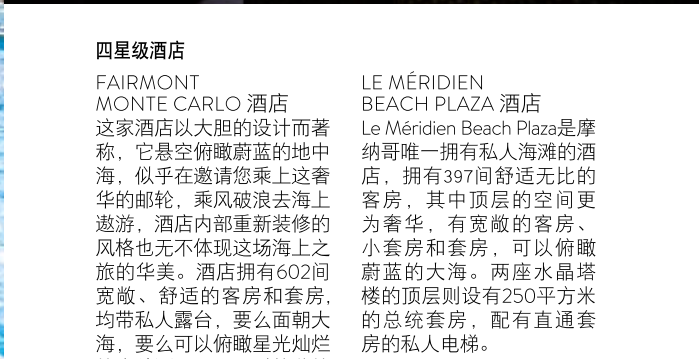 四星级酒店
FAIRMONT
MONTE CARLO 酒店
这家酒店以大胆的设计而著
称，它悬空俯瞰蔚蓝的地中
海，似乎在邀请您乘上这奢
华的邮轮，乘风破浪去海上
遨游，酒店内部重新装修的
风格也无不体现这场海上之
旅的华美。酒店拥有602间
宽敞、舒适的客房和套房，
均带私人露台，要么面朝大
海，要么可以俯瞰星光灿烂
LE MÉRIDIEN
BEACH PLAZA 酒店
Le Méridien Beach Plaza是摩
纳哥唯一拥有私人海滩的酒
店，拥有397间舒适无比的
客房，其中顶层的空间更
为奢华，有宽敞的客房、
小套房和套房，可以俯瞰
蔚蓝的大海。两座水晶塔
楼的顶层则设有250平方米
的总统套房，配有直通套
房的私人电梯。